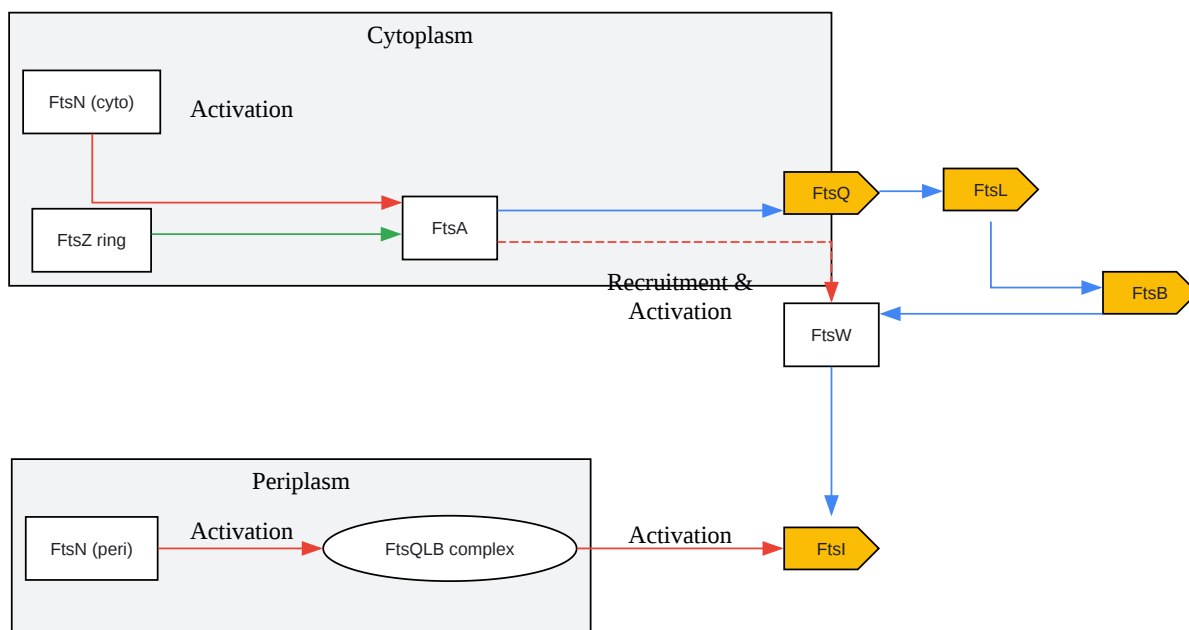 Cytoplasm
FtsN (cyto)
Activation
FtsQ
FtsL
FtsA
FtsZ ring
Recruitment &
Activation
FtsB
FtsW
Periplasm
Activation
Activation
FtsN (peri)
FtsQLB complex
FtsI